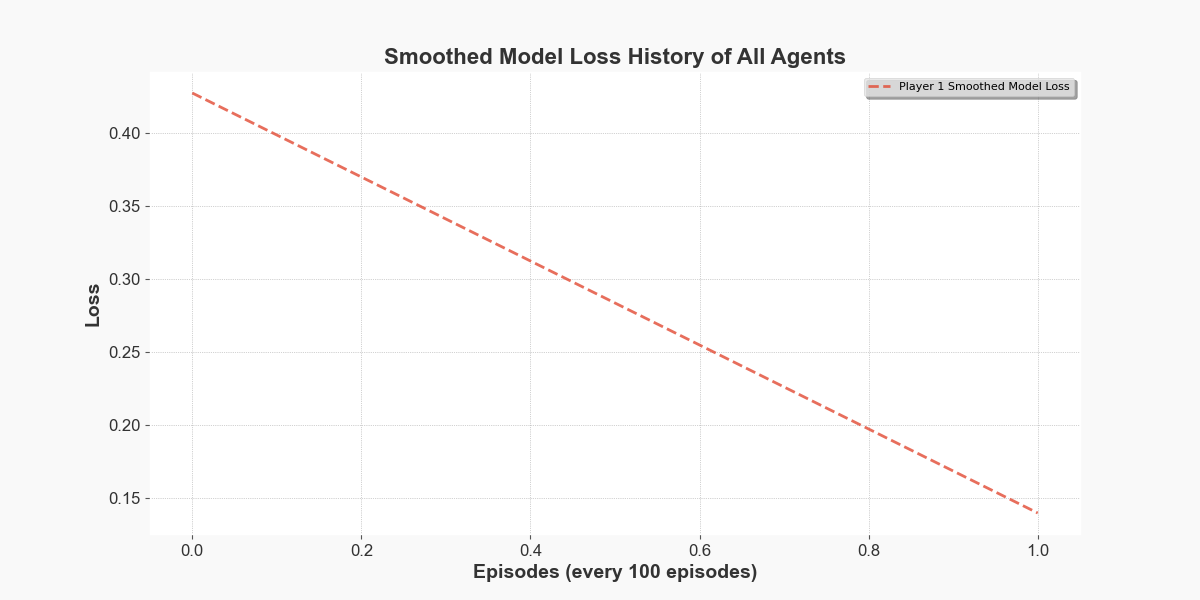 Smoothed Model Loss History of All Agents
Player 1 Smoothed Model Loss
Loss
0.40
0.35
0.30
0.25
0.20
0.15
0.0 0.2 0.4 0.6 0.8 1.0
Episodes (every 100 episodes)